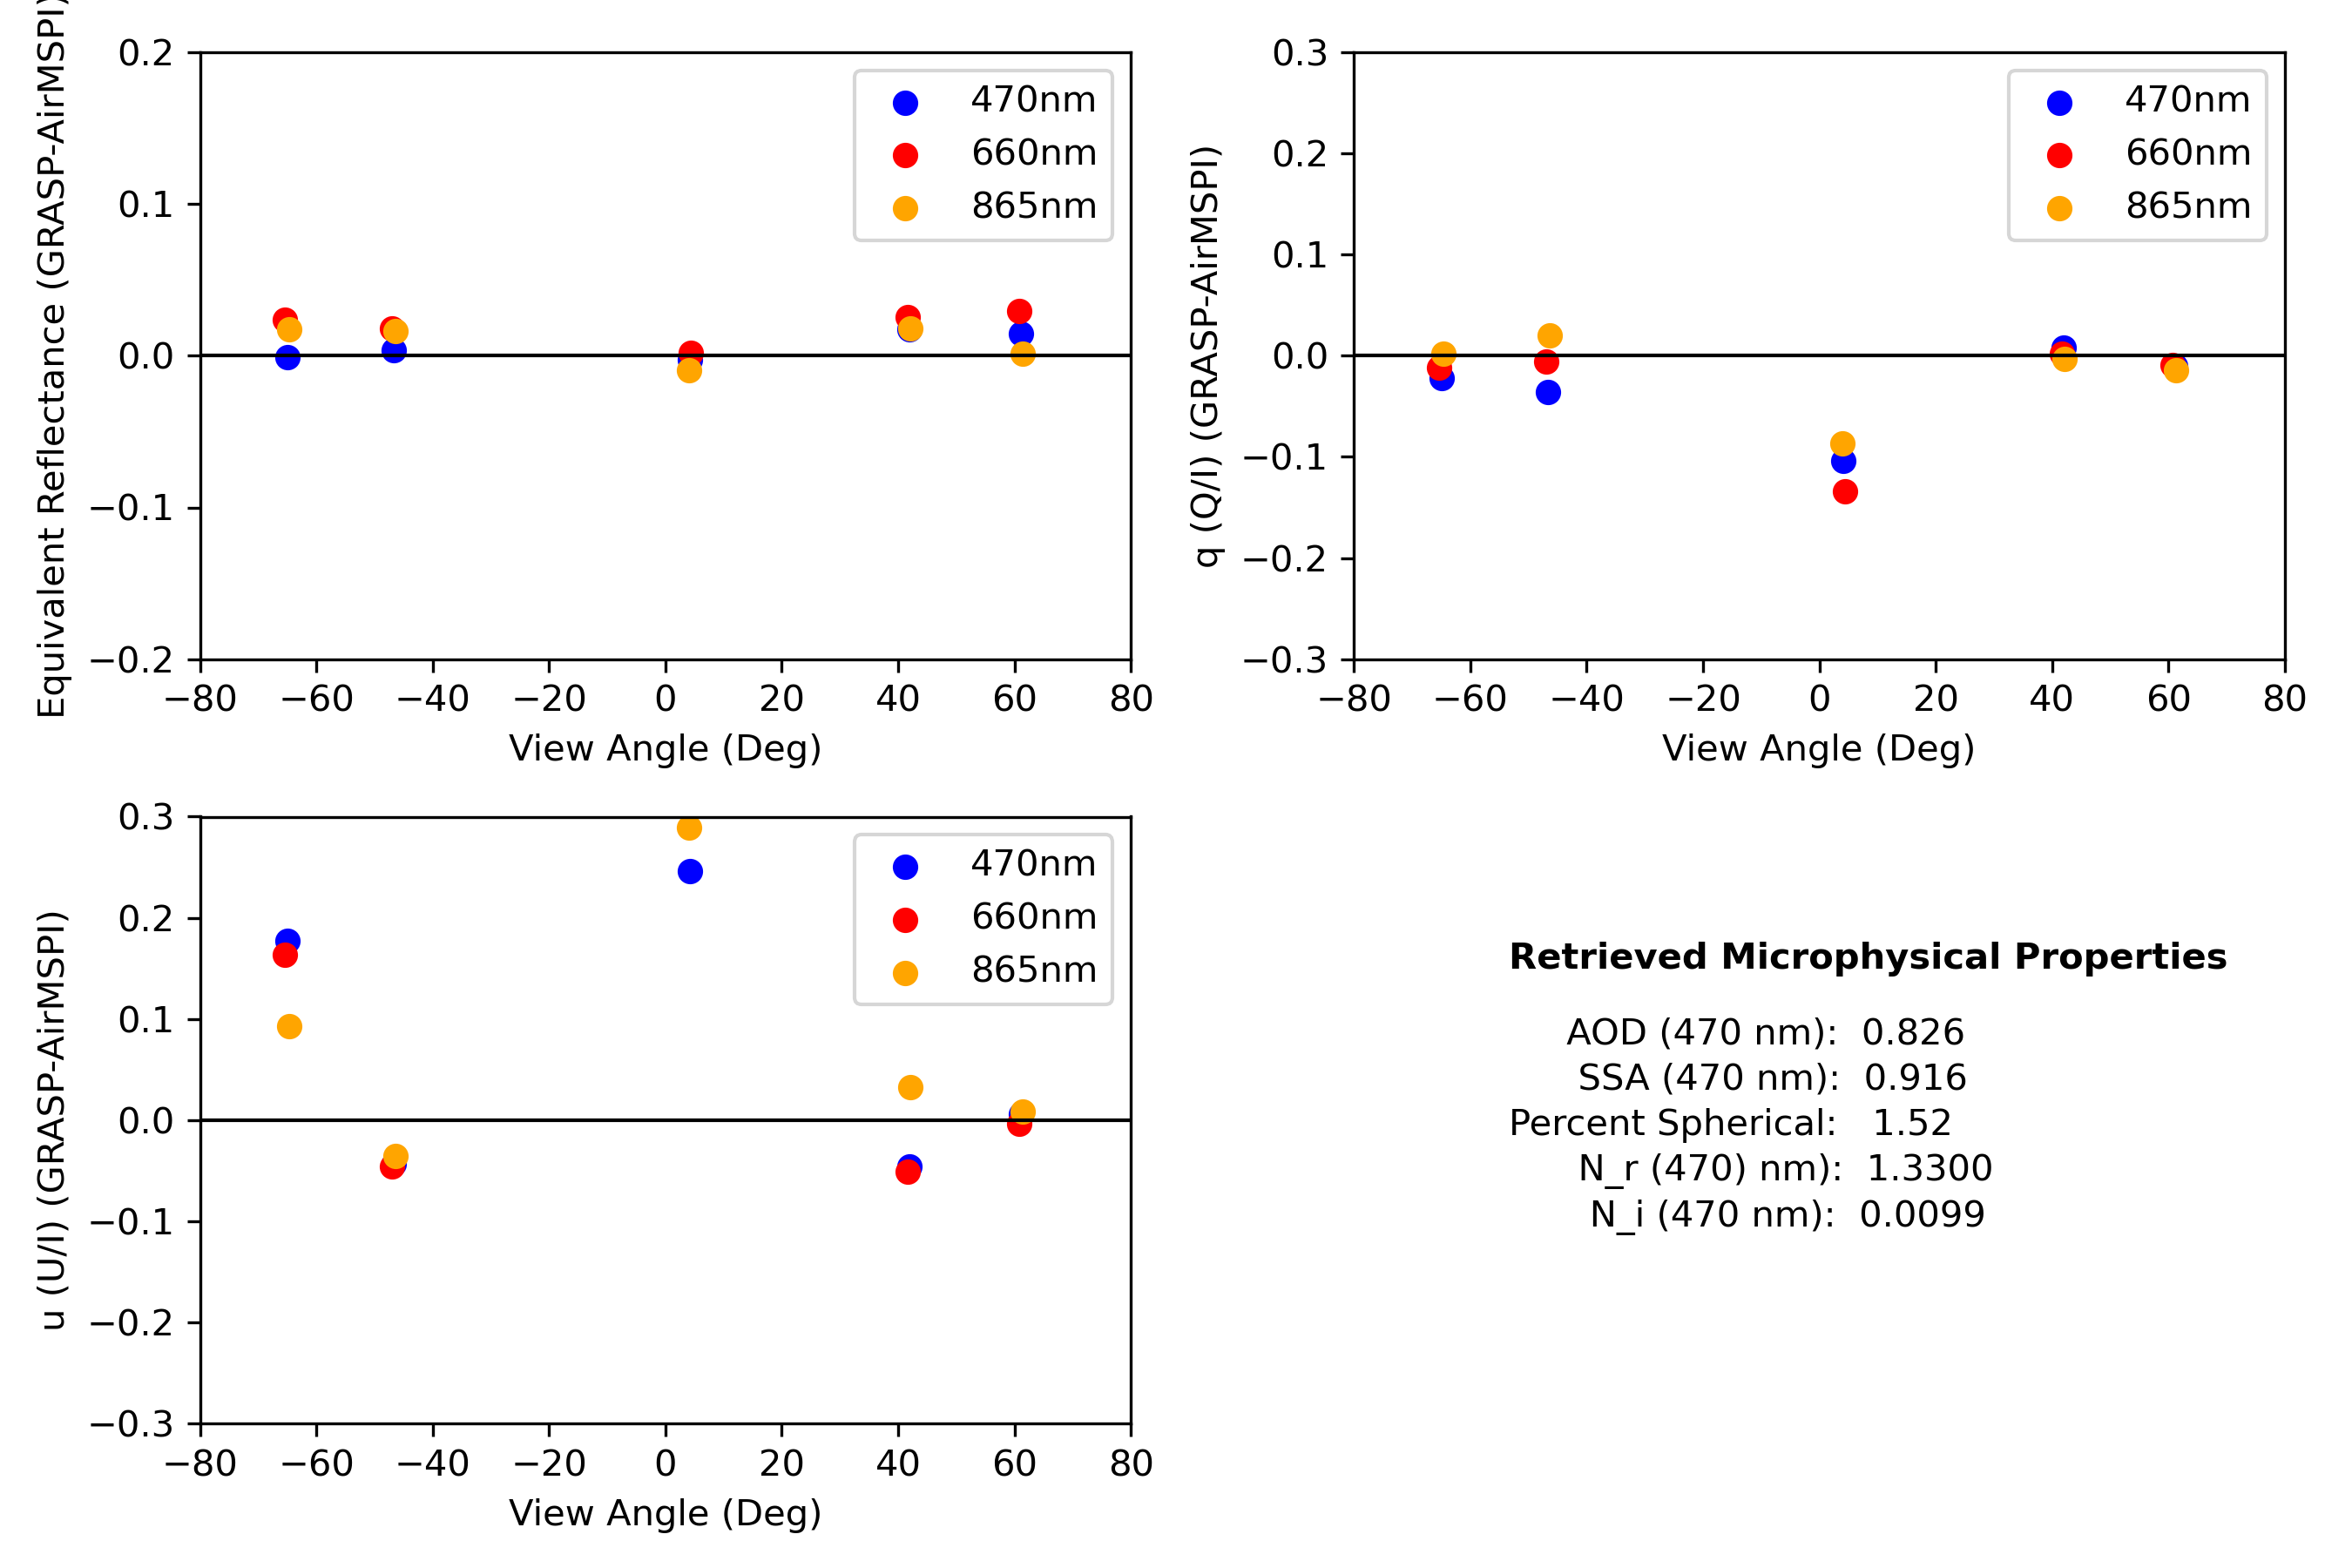 Equivalent Reflectance (GRASP-AirMSPI)
0.2
0.1
0.0
−0.1
−0.2
−80 −60 −40 −20 0 20 40 60 80
View Angle (Deg)
470nm
660nm
865nm
q (Q/I) (GRASP-AirMSPI)
0.3
0.2
0.1
0.0
−0.1
−0.2
−0.3
−80 −60 −40 −20 0 20 40 60 80
View Angle (Deg)
470nm
660nm
865nm
u (U/I) (GRASP-AirMSPI)
0.3
0.2
0.1
0.0
−0.1
−0.2
−0.3
−80 −60 −40 −20 0 20 40 60 80
View Angle (Deg)
470nm
660nm
865nm
Retrieved Microphysical Properties
AOD (470 nm): 0.826
SSA (470 nm): 0.916
Percent Spherical: 1.52
N_r (470) nm): 1.3300
N_i (470 nm): 0.0099